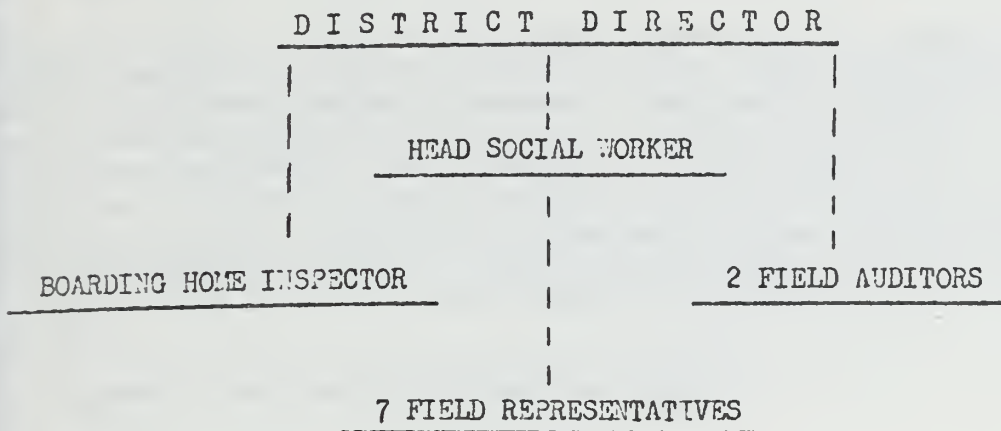 DISTRICT DIRECTOR
HEAD SOCIAL WORKER
BOARDING HOME INSPECTOR
2 FIELD AUDITORS
7 FIELD REPRESENTATIVES